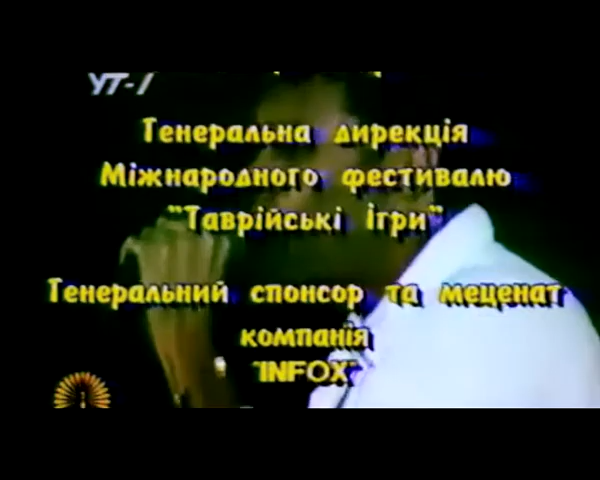 УТ-1
Генеральна дирекція
Міжнародного фестивалю
"Таврійські ігри"
Генеральний спонсор та меценат
компанія
"INFOX"